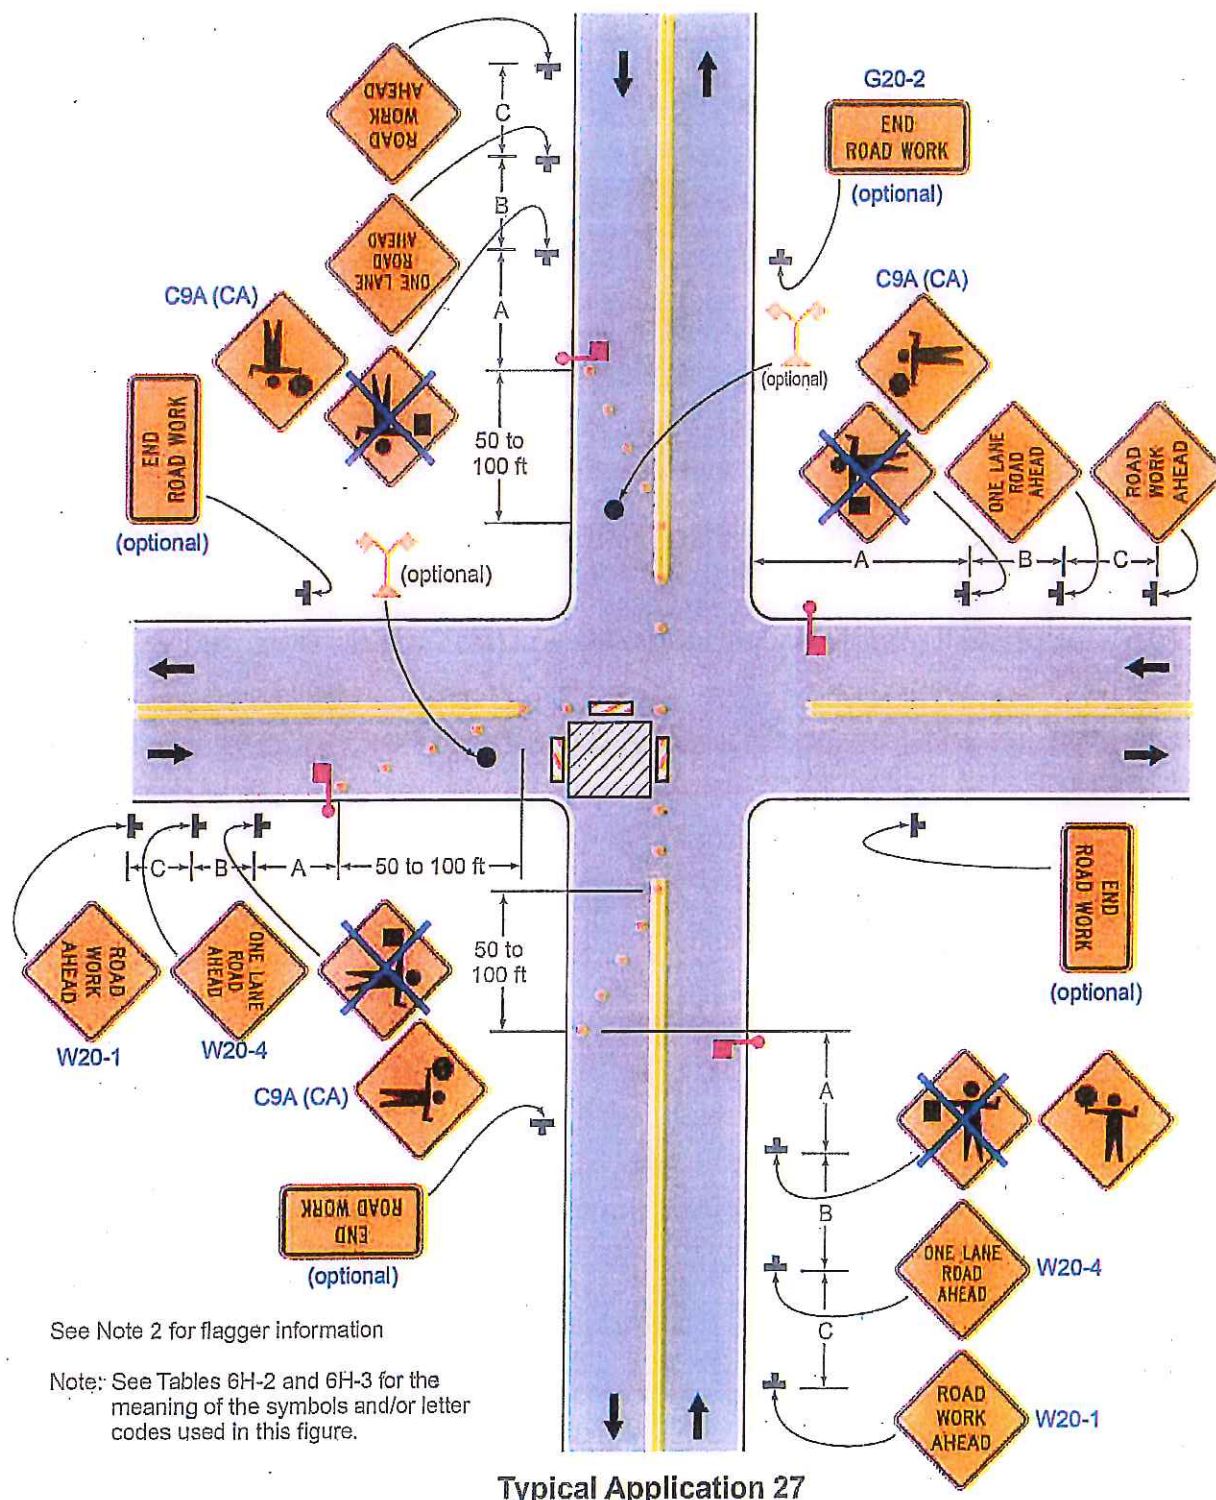 ROAD
WORK
AHEAD
C
B
A
ONE LANE
ROAD
AHEAD
C9A (CA)
END
ROAD WORK
(optional)
50 to
100 ft
(optional)
G20-2
END
ROAD WORK
(optional)
(optional)
C9A (CA)
ONE LANE
ROAD
AHEAD
ROAD
WORK
AHEAD
A
B
C
C
B
A
50 to 100 ft
ROAD
WORK
AHEAD
W20-1
ONE LANE
ROAD
AHEAD
W20-4
C9A (CA)
50 to
100 ft
END
ROAD WORK
(optional)
END
ROAD WORK
(optional)
A
B
C
ONE LANE
ROAD
AHEAD
W20-4
ROAD
WORK
AHEAD
W20-1
See Note 2 for flagger information
Note: See Tables 6H-2 and 6H-3 for the
meaning of the symbols and/or letter
codes used in this figure.
Typical Application 27